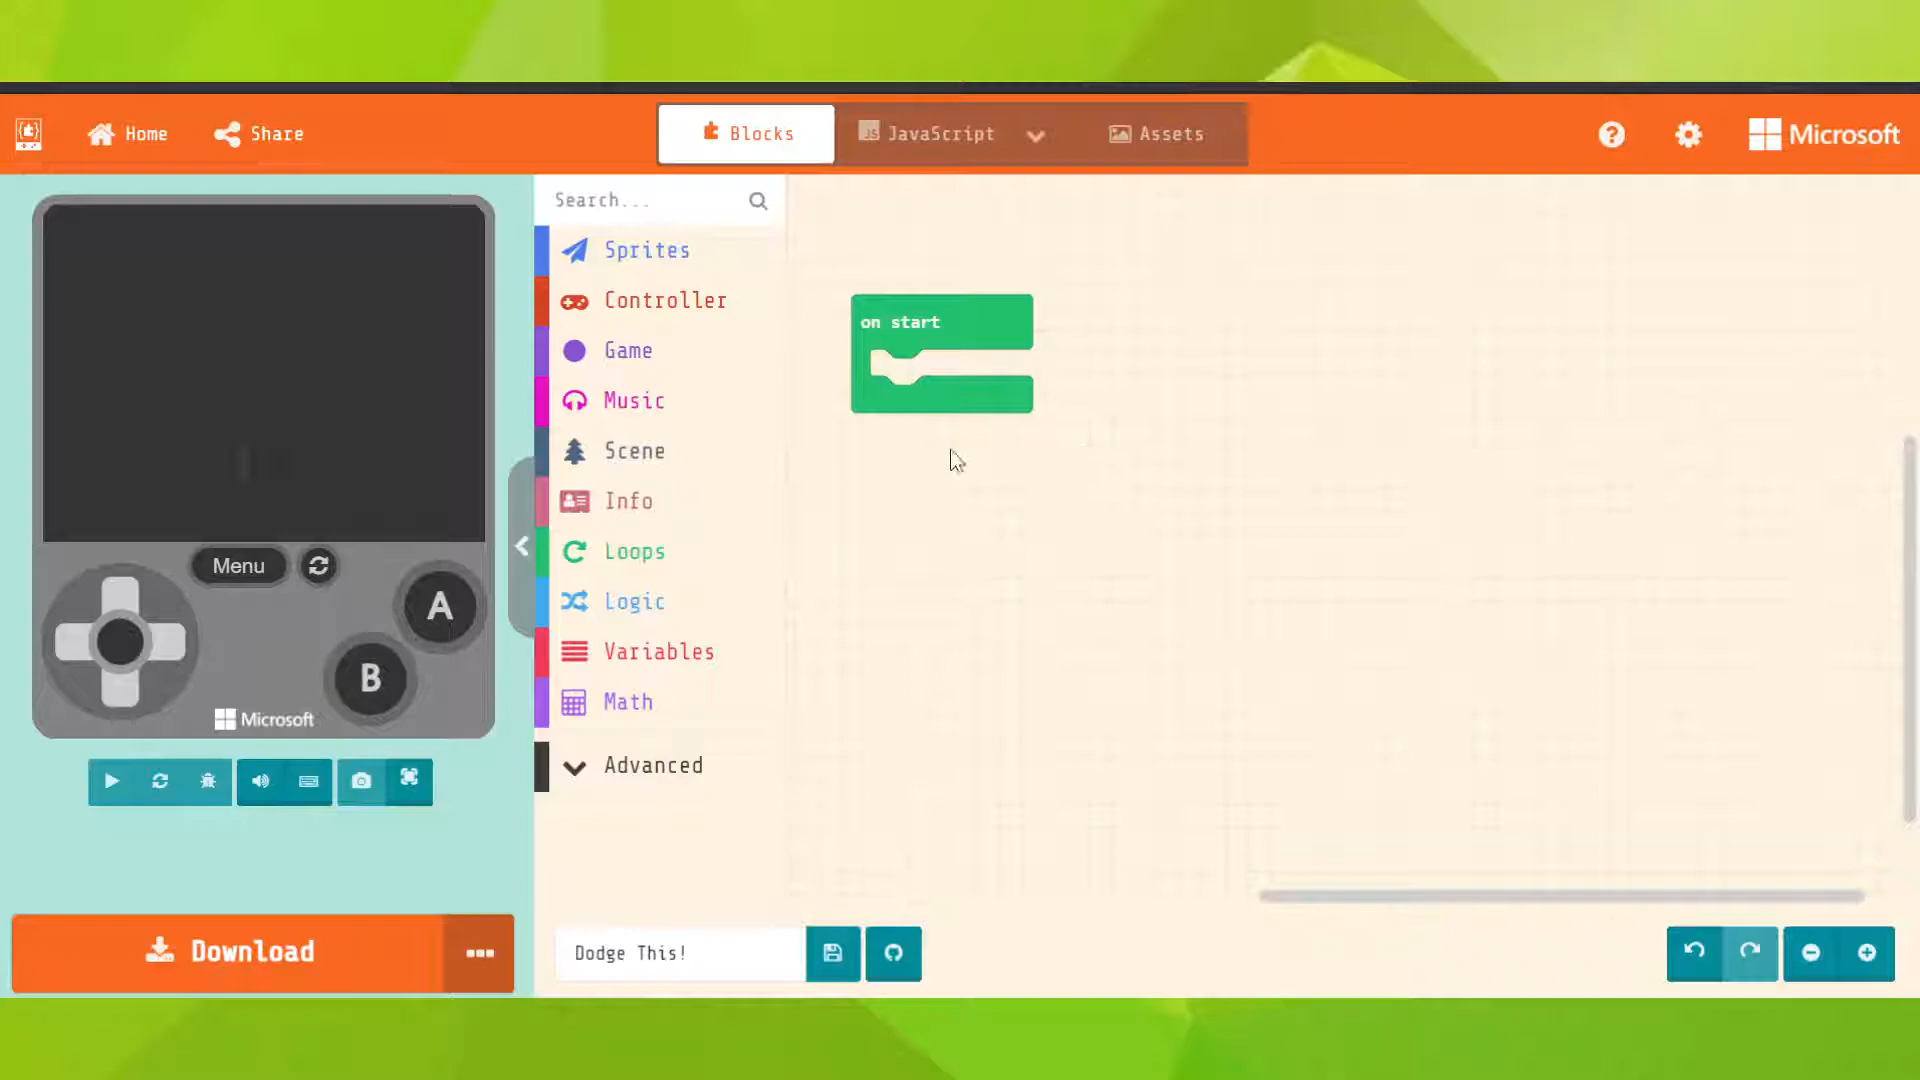 Home
Share
Blocks
JS JavaScript
Assets
Microsoft
Search...
Sprites
Controller
Game
Music
Scene
Info
Loops
Logic
Variables
Math
Advanced
on start
Menu
A
B
Microsoft
Download
Dodge This!